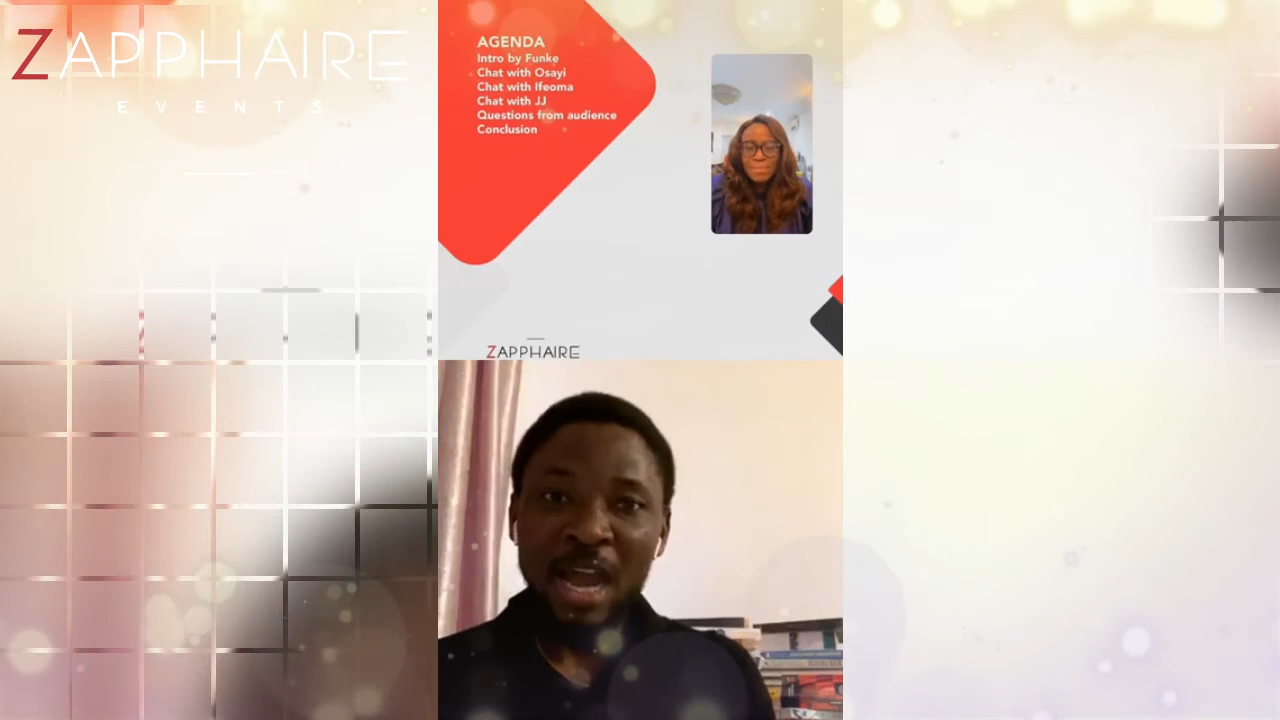 ZAPPHAIRE
EVENTS
AGENDA
Intro by Funke
Chat with Osayi
Chat with Ifeoma
Chat with JJ
Questions from audience
Conclusion
ZAPPHAIRE